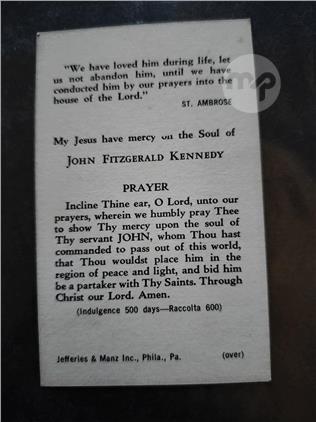 "We have loved him during life, let
us not abandon him, until we have
conducted him by our prayers into the
house of the Lord."
ST. AMBROSE
My Jesus have mercy on the Soul of
JOHN FITZGERALD KENNEDY
PRAYER
Incline Thine ear, O Lord, unto our
prayers, wherein we humbly pray Thee
to show Thy mercy upon the soul of
Thy servant JOHN, whom Thou hast
commanded to pass out of this world,
that Thou wouldst place him in the
region of peace and light, and bid him
be a partaker with Thy Saints. Through
Christ our Lord. Amen.
(Indulgence 500 days—Raccolta 600)
Jefferies & Manz Inc., Phila., Pa. (over)